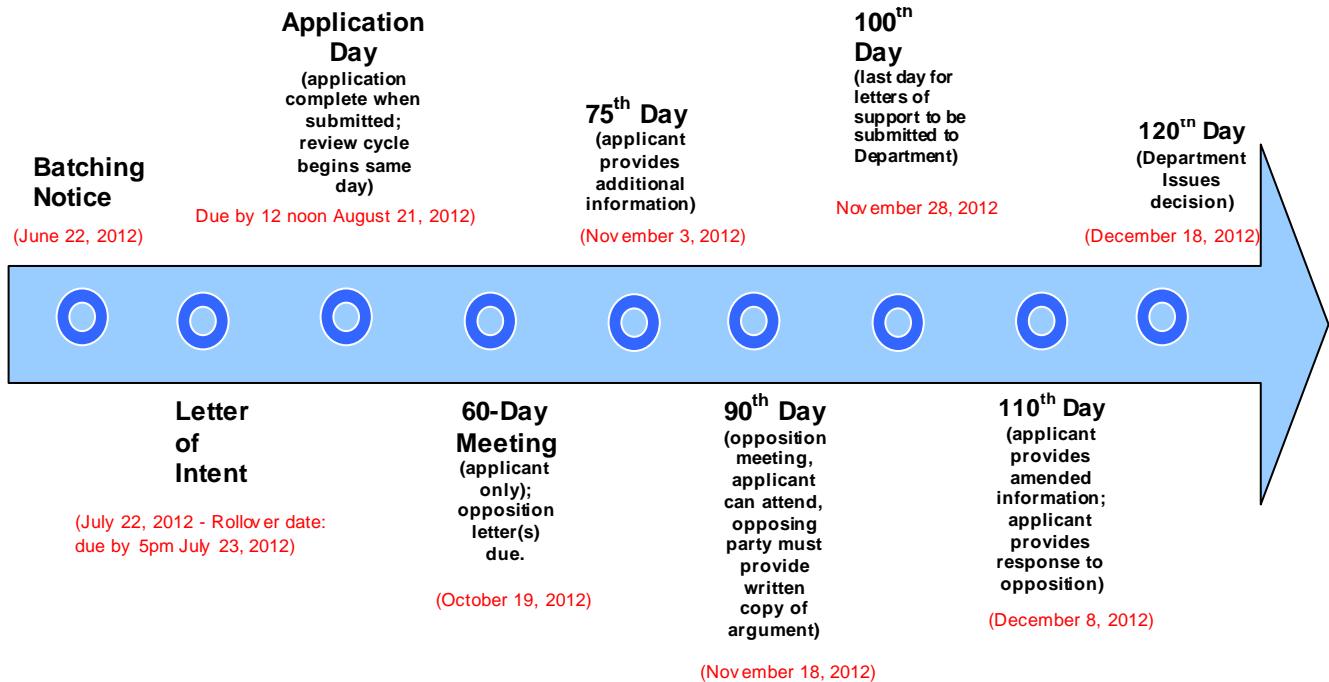 Batching
Notice
(June 22, 2012)
Letter
of
Intent
(July 22, 2012 - Rollover date:
due by 5pm July 23, 2012)
Application
Day
(application
complete when
submitted;
review cycle
begins same
day)
Due by 12 noon August 21, 2012)
60-Day
Meeting
(applicant
only);
opposition
letter(s)
due.
(October 19, 2012)
75th Day
(applicant
provides
additional
information)
(November 3, 2012)
90th Day
(opposition
meeting,
applicant
can attend,
opposing
party must
provide
written
copy of
argument)
(November 18, 2012)
100th
Day
(last day for
letters of
support to be
submitted to
Department)
November 28, 2012
110th Day
(applicant
provides
amended
information;
applicant
provides
response to
opposition)
(December 8, 2012)
120th Day
(Department
Issues
decision)
(December 18, 2012)